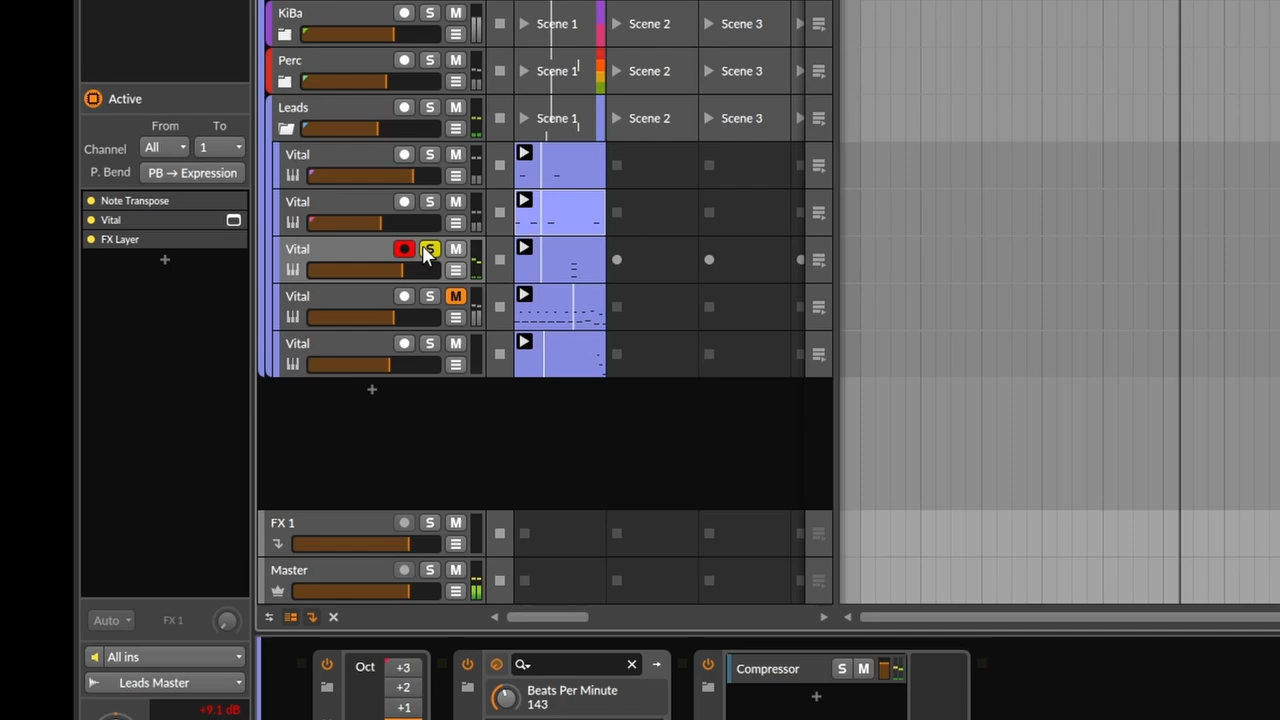 KiBa
S M
Scene 1
Scene 2
Scene 3
Perc
S M
Scene 1
Scene 2
Scene 3
Active
From
To
Leads
S M
Scene 1
Scene 2
Scene 3
Channel
All
1
Vital
S M
P. Bend
PB → Expression
Note Transpose
Vital
S M
Vital
FX Layer
Vital
S M
Vital
S M
Vital
S M
+
FX 1
S M
Master
S M
Auto
FX 1
All ins
Leads Master
+9.1 dB
Oct
+3
+2
+1
Beats Per Minute
143
Compressor
S M